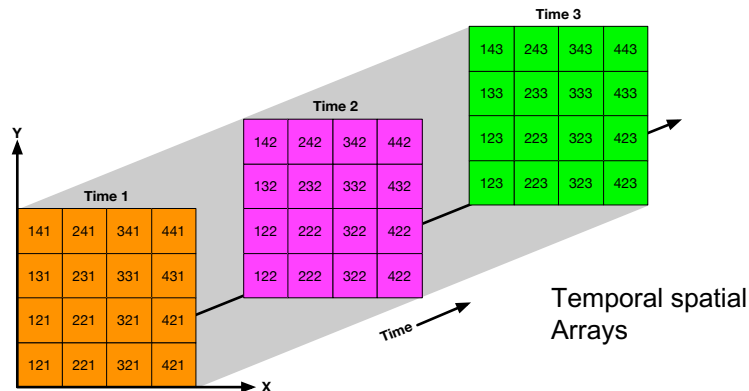 Time 3
143 243 343 443
133 233 333 433
123 223 323 423
123 223 323 423
Time 2
142 242 342 442
132 232 332 432
122 222 322 422
122 222 322 422
Y
Time 1
141 241 341 441
131 231 331 431
121 221 321 421
121 221 321 421
X
Time
Temporal spatial
Arrays